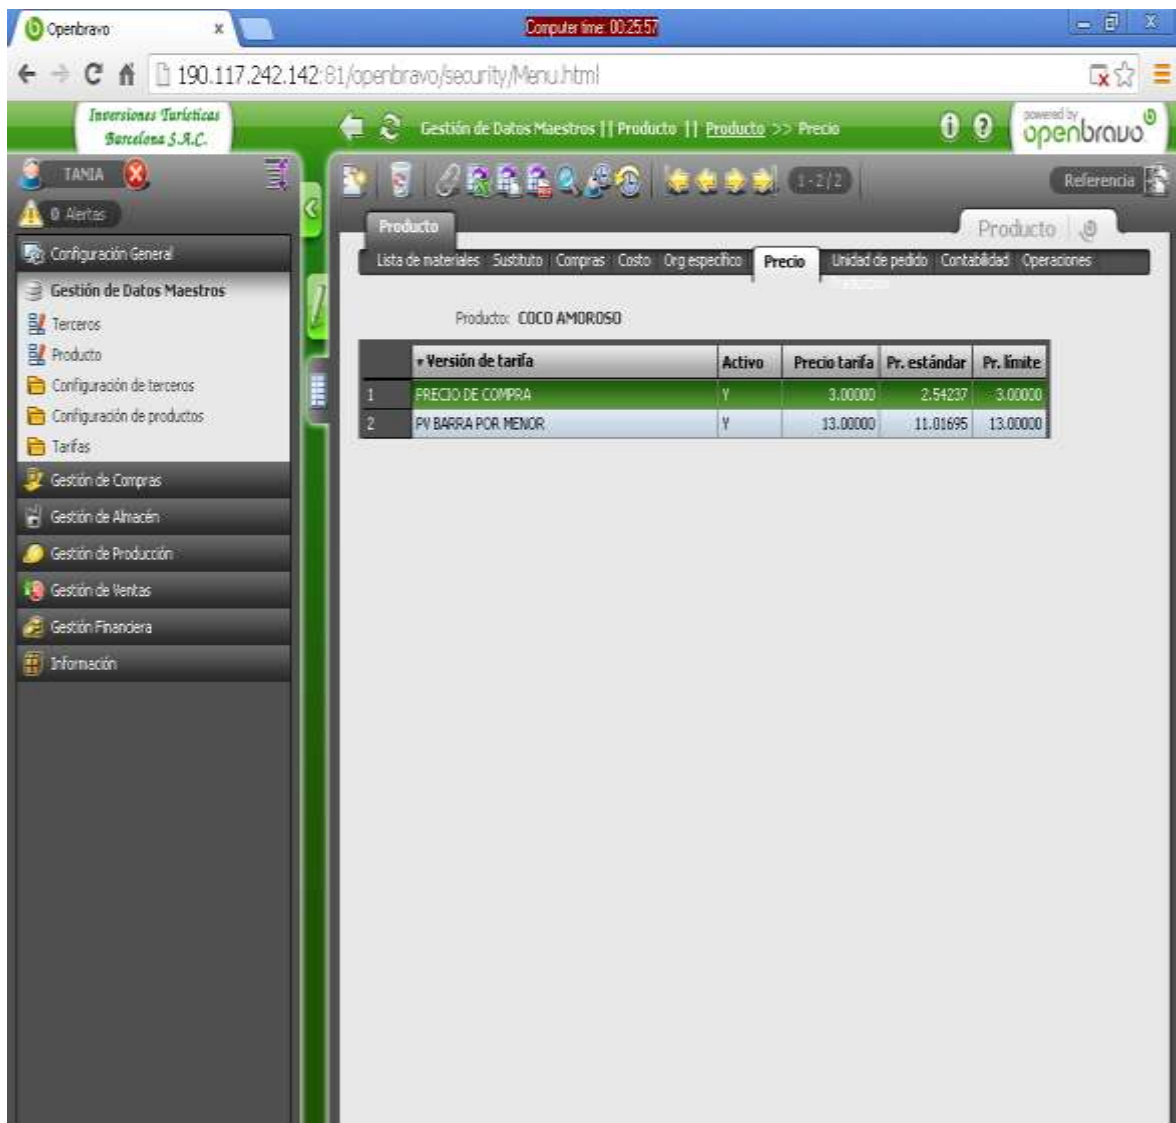 Openbravo x
Computer time: 00:25:57
190.117.242.142:81/openbravo/security/Menu.html
Inversiones Turísticas
Barcelona S.A.C.
Gestión de Datos Maestros || Producto || Producto >> Precio
powered by
openbravo
TANIA
1-2/2
Referencia
0 Alertas
Producto
Producto
Configuración General
Lista de materiales Sustituto Compras Costo Org específico Precio Unidad de pedido Contabilidad Operaciones
Gestión de Datos Maestros
Terceros
Producto
Configuración de terceros
Configuración de productos
Tarifas
Gestión de Compras
Gestión de Almacén
Gestión de Producción
Gestión de Ventas
Gestión Financiera
Información
Producto: COCO AMOROSO
Versión de tarifa Activo Precio tarifa Pr. estándar Pr. límite
1 PRECIO DE COMPRA Y 3.00000 2.54237 3.00000
2 PV BARRA POR MENOR Y 13.00000 11.01695 13.00000